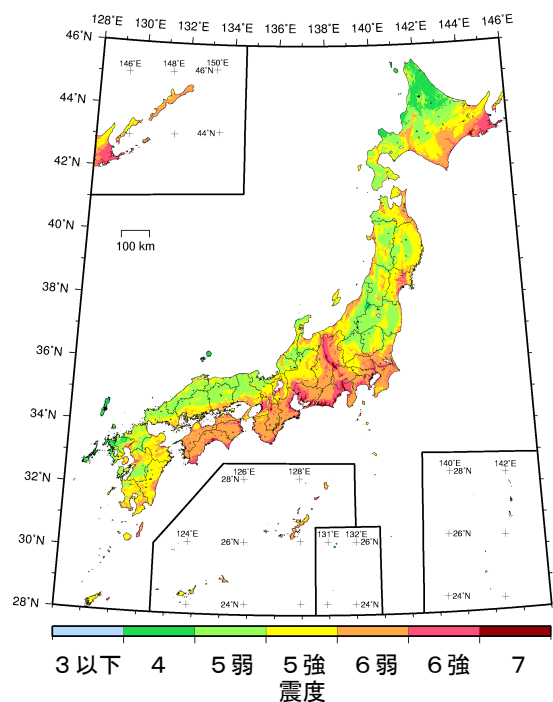 128°E 130°E 132°E 134°E 136°E 138°E 140°E 142°E 144°E 146°E
46°N
146°E 148°E 150°E
46°N
44°N
44°N
42°N
40°N
100 km
38°N
36°N
34°N
32°N
126°E 128°E
28°N
140°E 142°E
28°N
30°N
124°E
26°N
131°E 132°E
26°N
26°N
28°N
24°N
24°N
24°N
3以下 4 5弱 5強 6弱 6強 7
震度